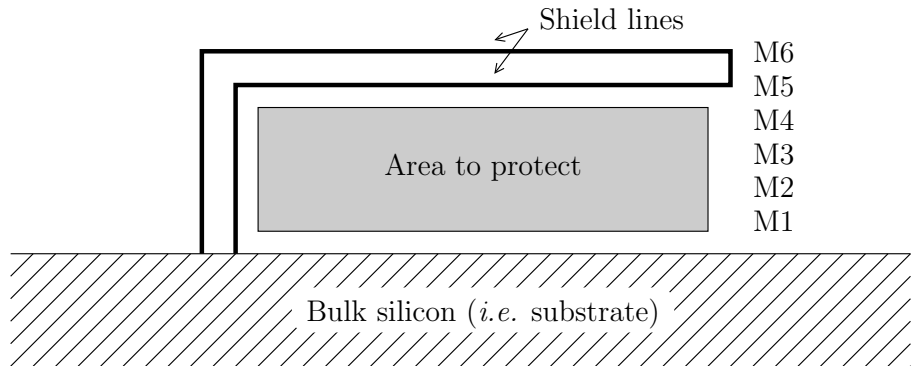 Shield lines
M6
M5
M4
Area to protect
M3
M2
M1
Bulk silicon (i.e. substrate)